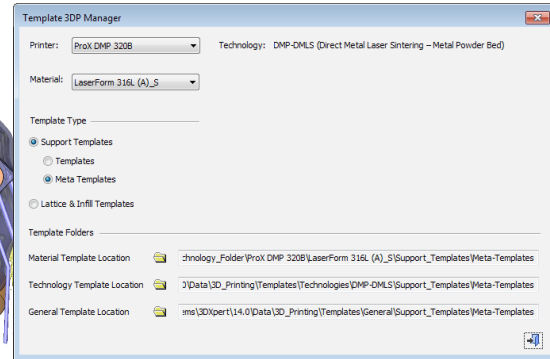 Template 3DP Manager
Printer: ProX DMP 320B Technology: DMP-DMLS (Direct Metal Laser Sintering – Metal Powder Bed)
Material: LaserForm 316L (A)_S
Template Type
Support Templates
Templates
Meta Templates
Lattice & Infill Templates
Template Folders
Material Template Location :hnology_Folder\ProX DMP 320B\LaserForm 316L (A)_S\Support_Templates\Meta-Templates
Technology Template Location 0\Data\3D_Printing\Templates\Technologies\DMP-DMLS\Support_Templates\Meta-Templates
General Template Location ems\3DXpert\14.0\Data\3D_Printing\Templates\General\Support_Templates\Meta-Templates